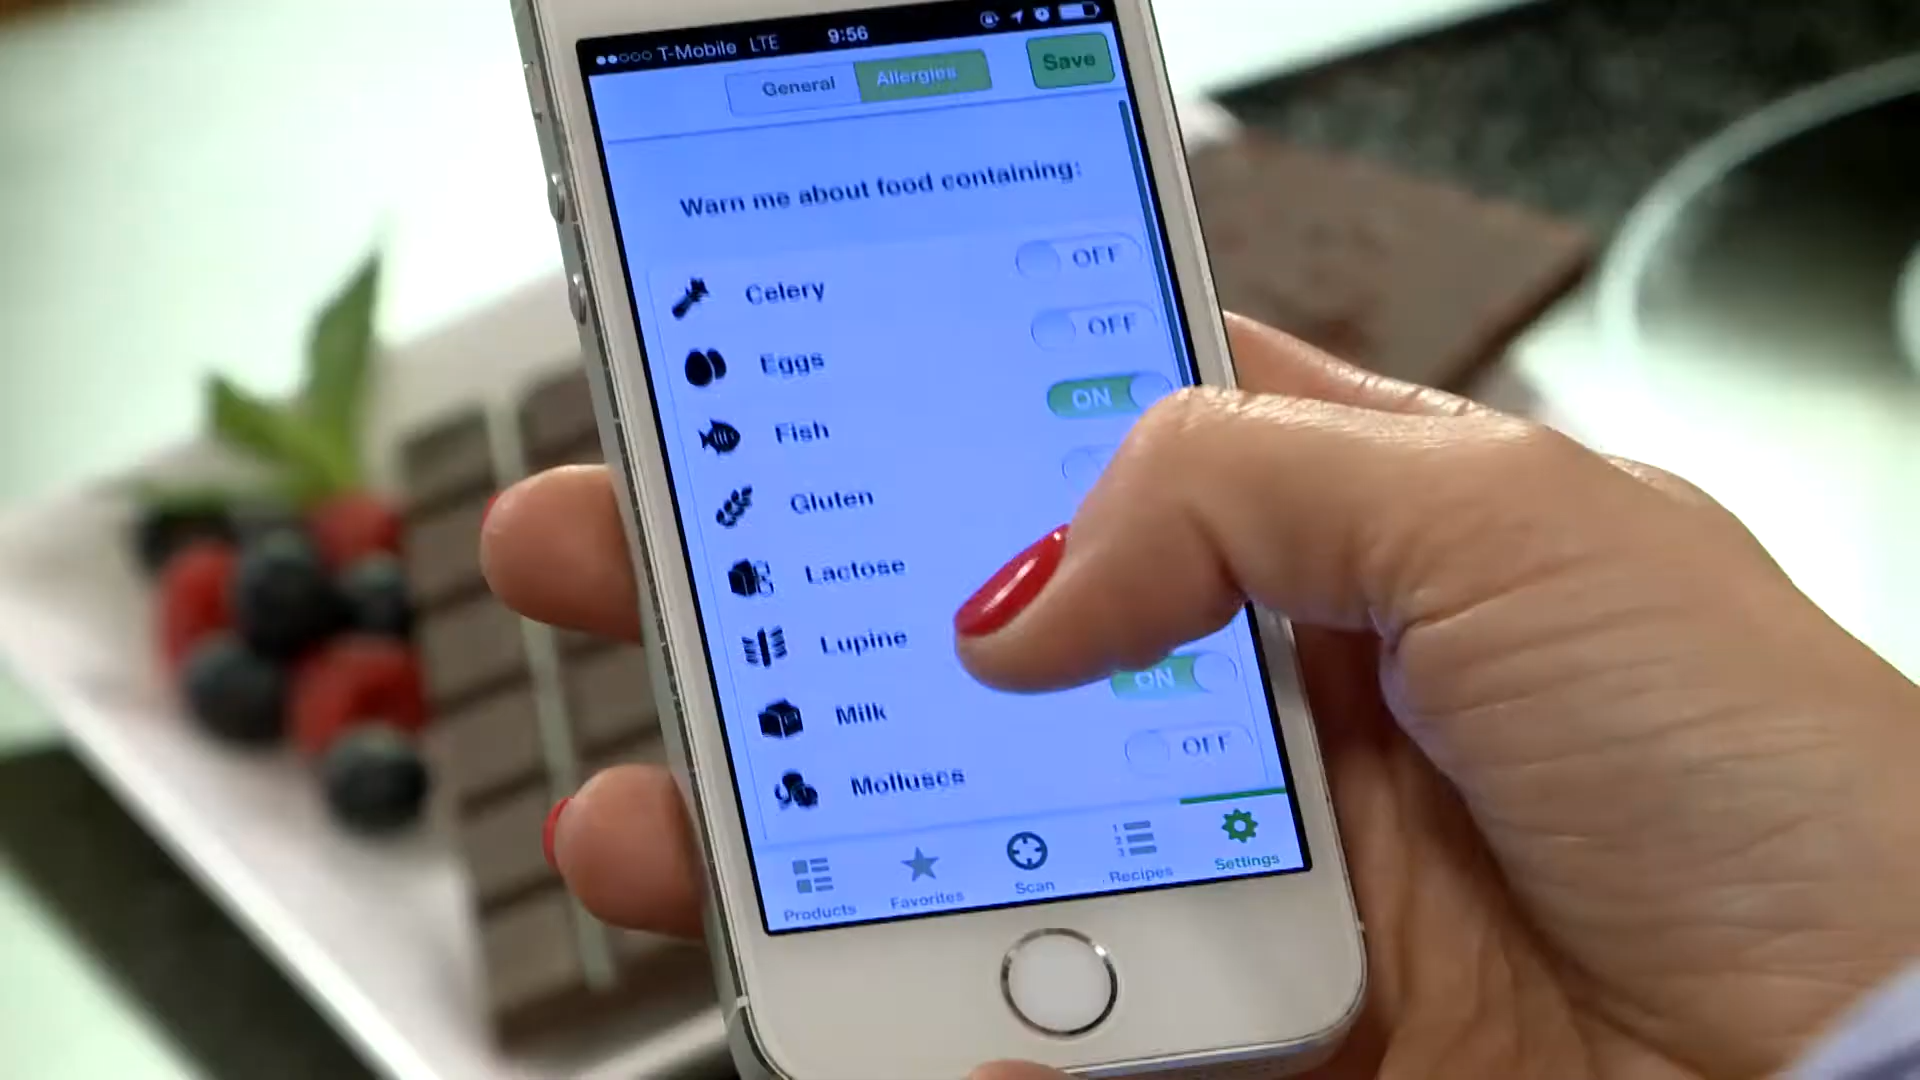 T-Mobile LTE 9:56
General Allergies Save
Warn me about food containing:
Celery OFF
Eggs OFF
Fish ON
Gluten
Lactose
Lupine
Milk ON
Molluscs OFF
Products Favorites Scan Recipes Settings